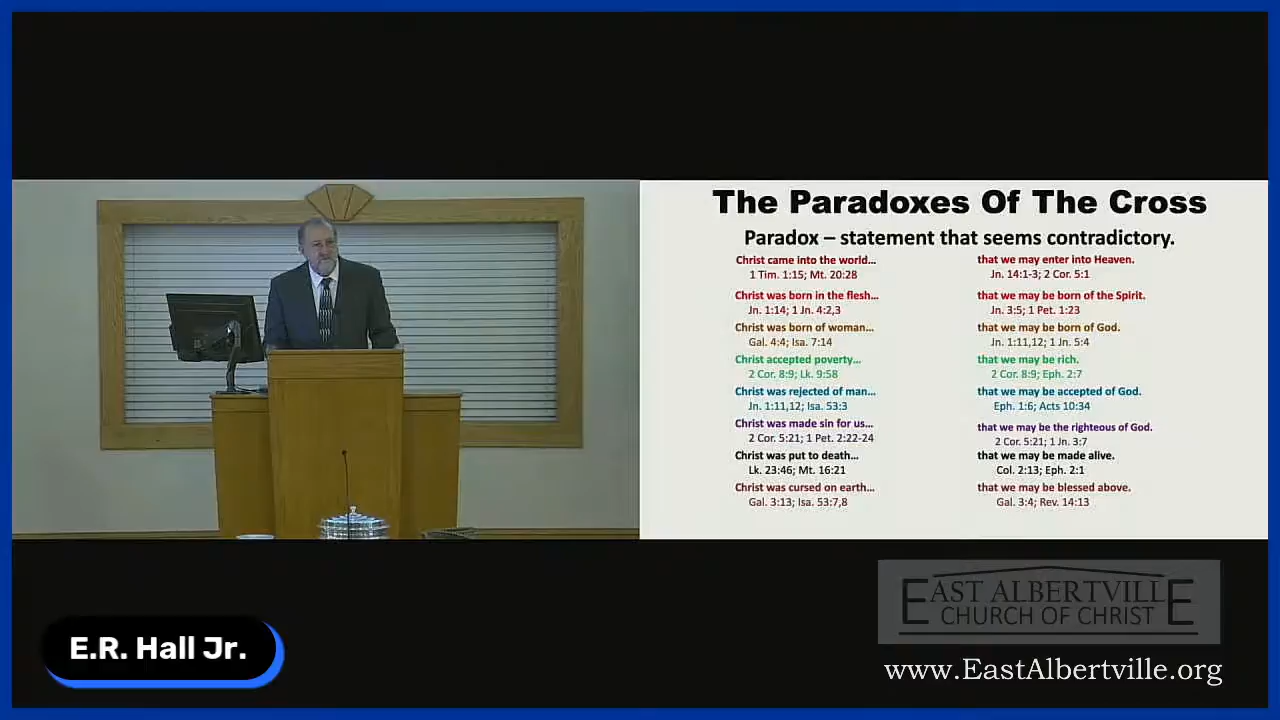 The Paradoxes Of The Cross
Paradox – statement that seems contradictory.
Christ came into the world…
1 Tim. 1:15; Mt. 20:28
that we may enter into Heaven.
Jn. 14:1-3; 2 Cor. 5:1
Christ was born in the flesh…
Jn. 1:14; 1 Jn. 4:2,3
that we may be born of the Spirit.
Jn. 3:5; 1 Pet. 1:23
Christ was born of woman…
Gal. 4:4; Isa. 7:14
that we may be born of God.
Jn. 1:11,12; 1 Jn. 5:4
Christ accepted poverty…
2 Cor. 8:9; Lk. 9:58
that we may be rich.
2 Cor. 8:9; Eph. 2:7
Christ was rejected of man…
Jn. 1:11,12; Isa. 53:3
that we may be accepted of God.
Eph. 1:6; Acts 10:34
Christ was made sin for us…
2 Cor. 5:21; 1 Pet. 2:22-24
that we may be the righteous of God.
2 Cor. 5:21; 1 Jn. 3:7
Christ was put to death…
Lk. 23:46; Mt. 16:21
that we may be made alive.
Col. 2:13; Eph. 2:1
Christ was cursed on earth…
Gal. 3:13; Isa. 53:7,8
that we may be blessed above.
Gal. 3:4; Rev. 14:13
EAST ALBERTVILLE
CHURCH OF CHRIST
E.R. Hall Jr.
www.EastAlbertville.org